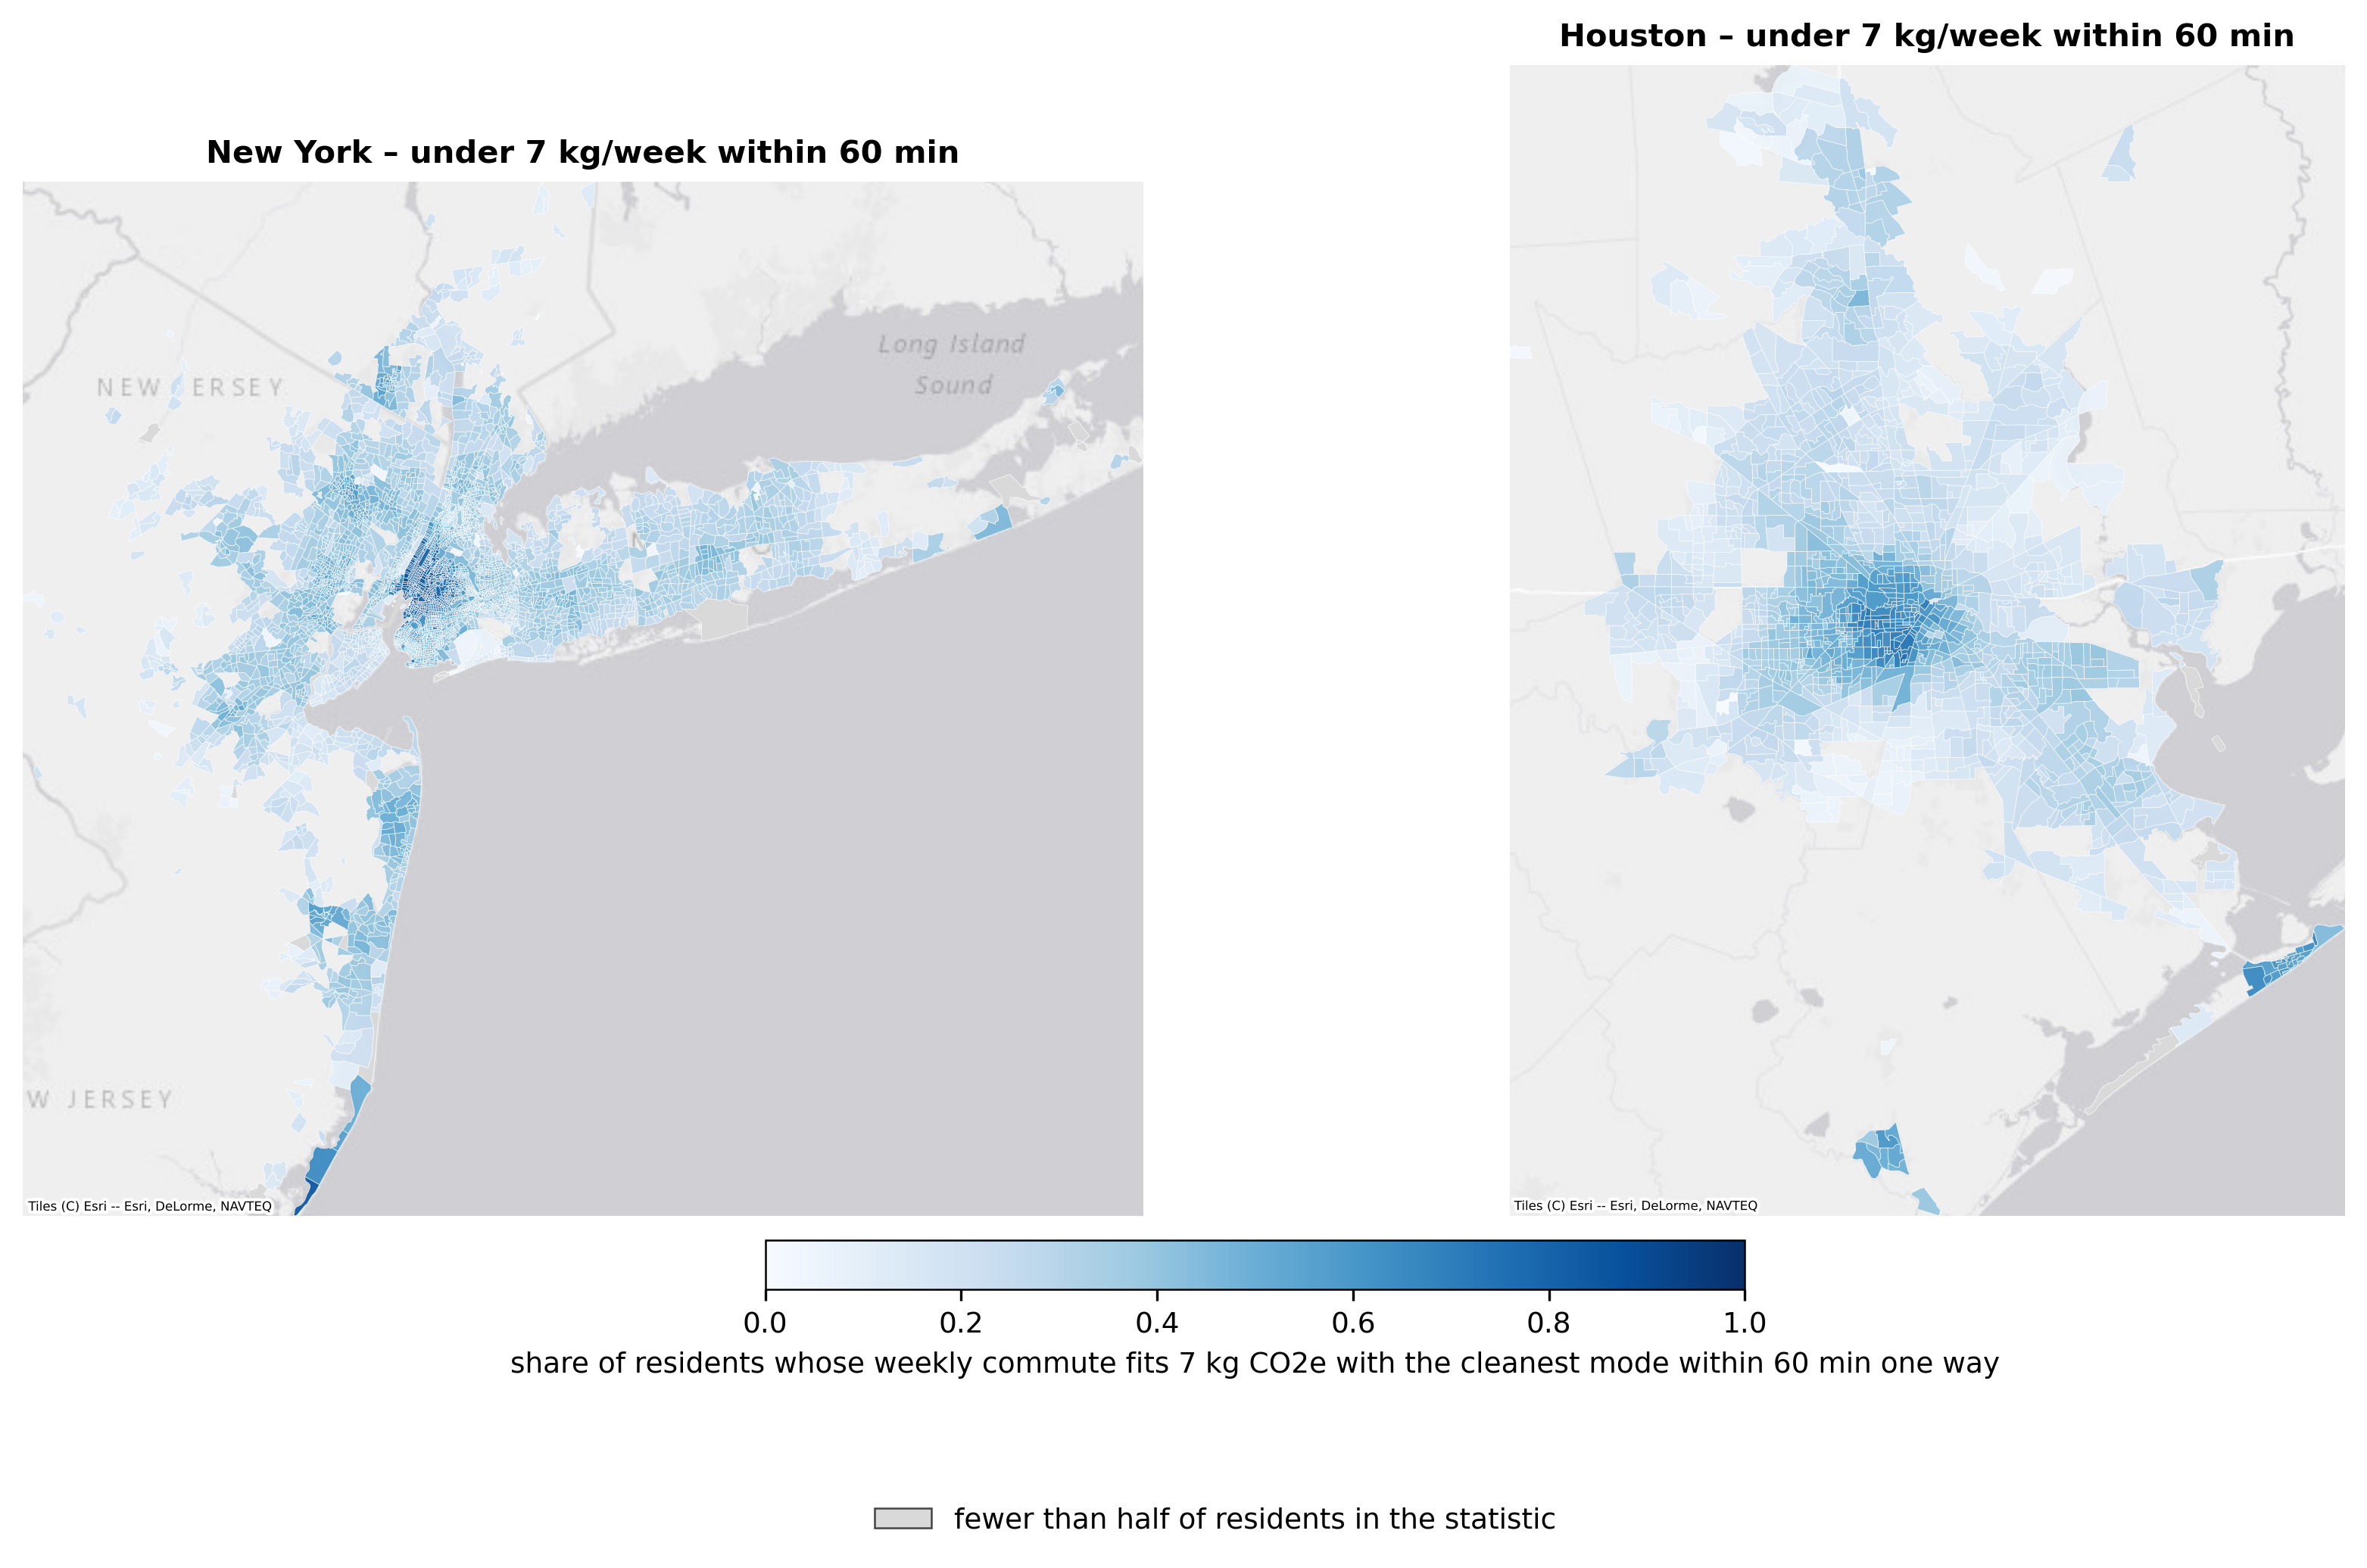 Houston – under 7 kg/week within 60 min
New York – under 7 kg/week within 60 min
Long Island
Sound
NEW JERSEY
W JERSEY
Tiles (C) Esri -- Esri, DeLorme, NAVTEQ
Tiles (C) Esri -- Esri, DeLorme, NAVTEQ
0.0 0.2 0.4 0.6 0.8 1.0
share of residents whose weekly commute fits 7 kg CO2e with the cleanest mode within 60 min one way
fewer than half of residents in the statistic